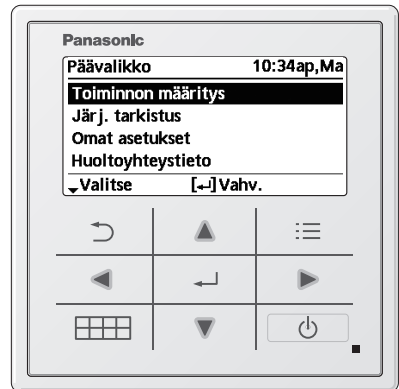 Panasonic
Päävalikko 10:34ap,Ma
Toiminnon määritys
Järj. tarkistus
Omat asetukset
Huoltoyhteystieto
Valitse [↵] Vahv.